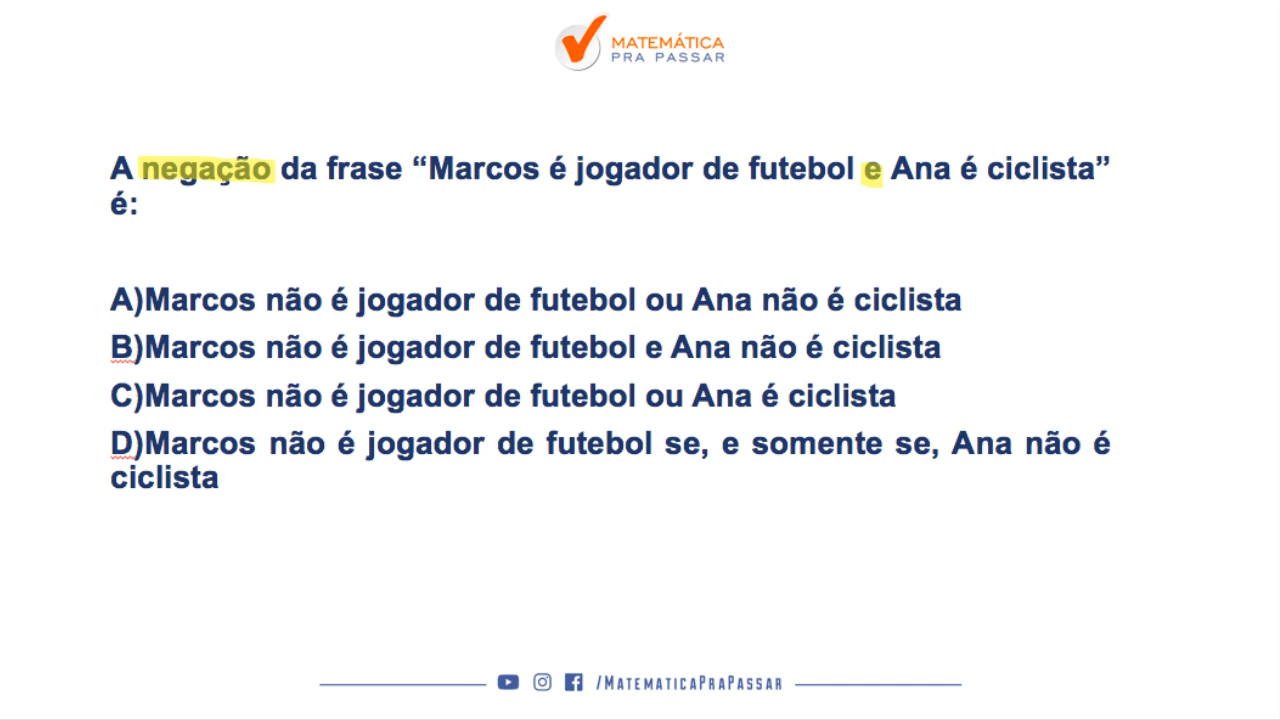 MATEMÁTICA
PRA PASSAR
A negação da frase “Marcos é jogador de futebol e Ana é ciclista”
é:
A)Marcos não é jogador de futebol ou Ana não é ciclista
B)Marcos não é jogador de futebol e Ana não é ciclista
C)Marcos não é jogador de futebol ou Ana é ciclista
D)Marcos não é jogador de futebol se, e somente se, Ana não é
ciclista
/MATEMATICAPRAPASSAR